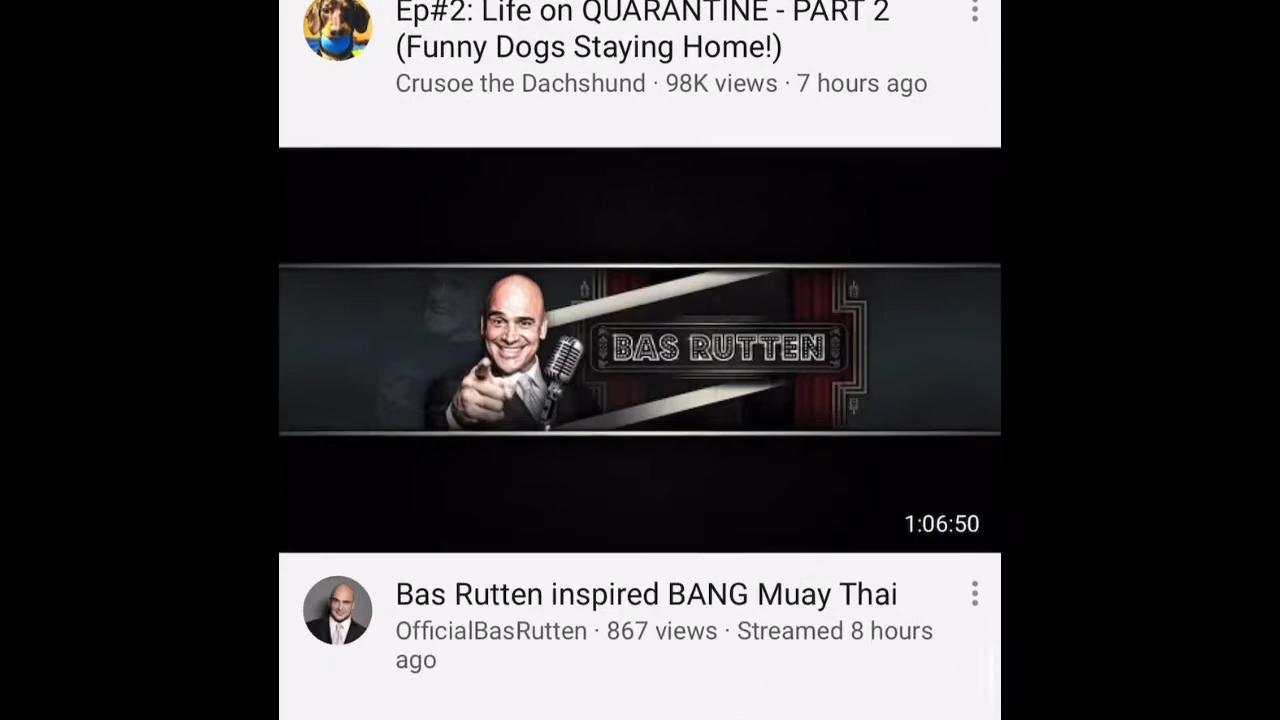 Ep#2: Life on QUARANTINE - PART 2
(Funny Dogs Staying Home!)
Crusoe the Dachshund · 98K views · 7 hours ago
BAS RUTTEN
1:06:50
Bas Rutten inspired BANG Muay Thai
OfficialBasRutten · 867 views · Streamed 8 hours
ago